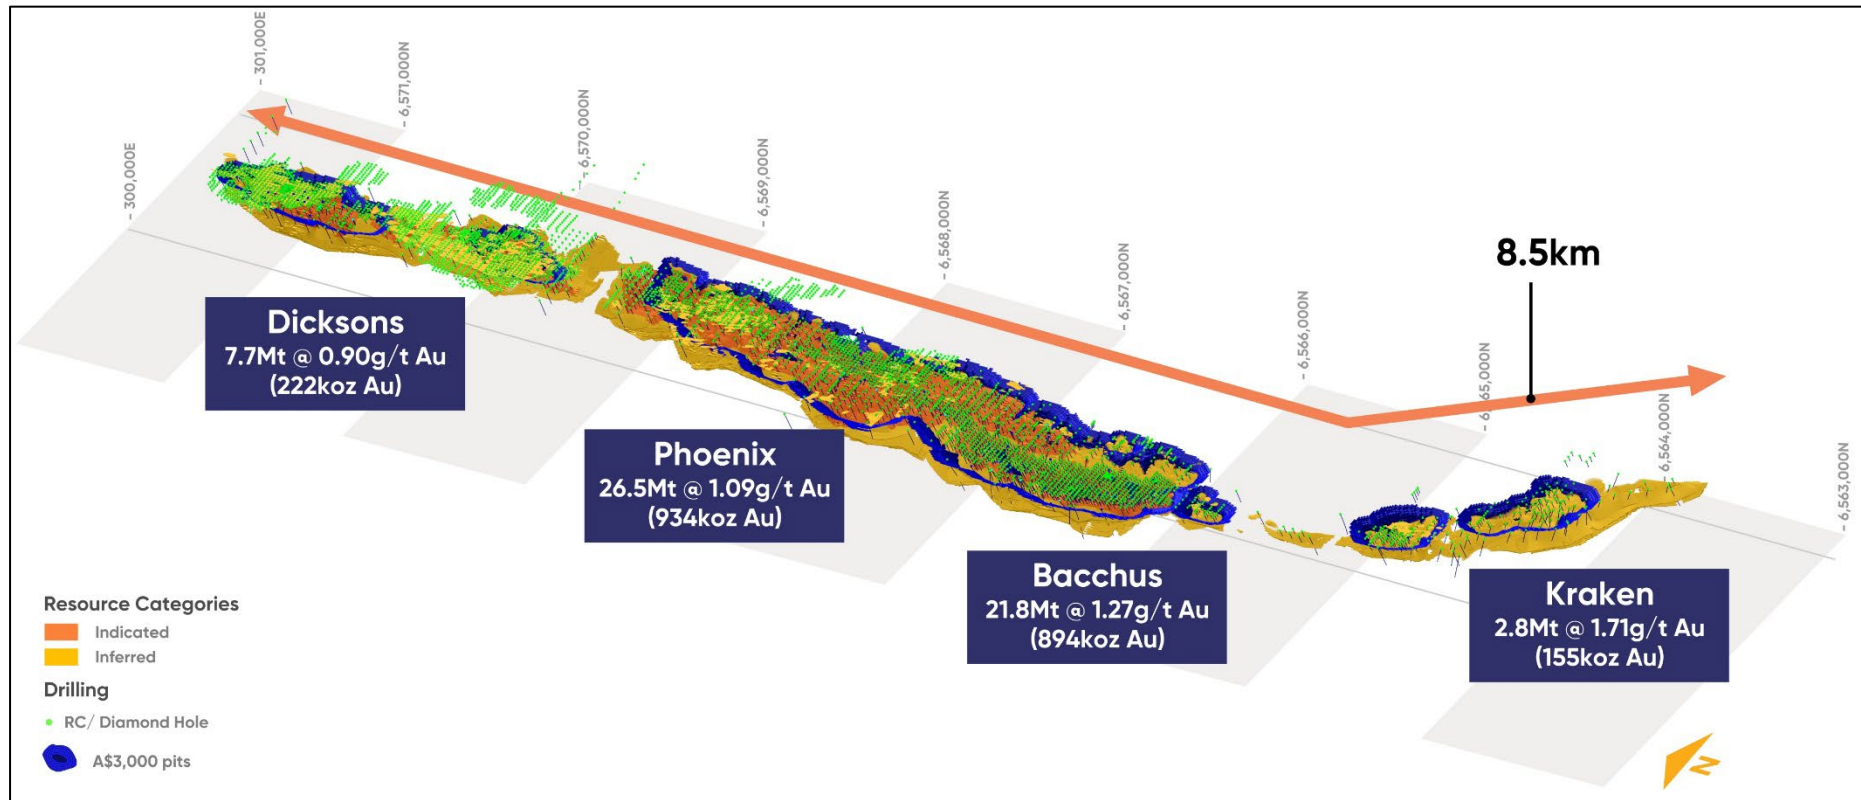 - 301,000E
- 6,571,000N
- 6,570,000N
- 300,000E
- 6,569,000N
- 6,568,000N
- 6,567,000N
- 6,566,000N
- 6,565,000N
- 6,564,000N
- 6,563,000N
8.5km
Dicksons
7.7Mt @ 0.90g/t Au
(222koz Au)
Phoenix
26.5Mt @ 1.09g/t Au
(934koz Au)
Bacchus
21.8Mt @ 1.27g/t Au
(894koz Au)
Kraken
2.8Mt @ 1.71g/t Au
(155koz Au)
Resource Categories
Indicated
Inferred
Drilling
RC/ Diamond Hole
A$3,000 pits
N